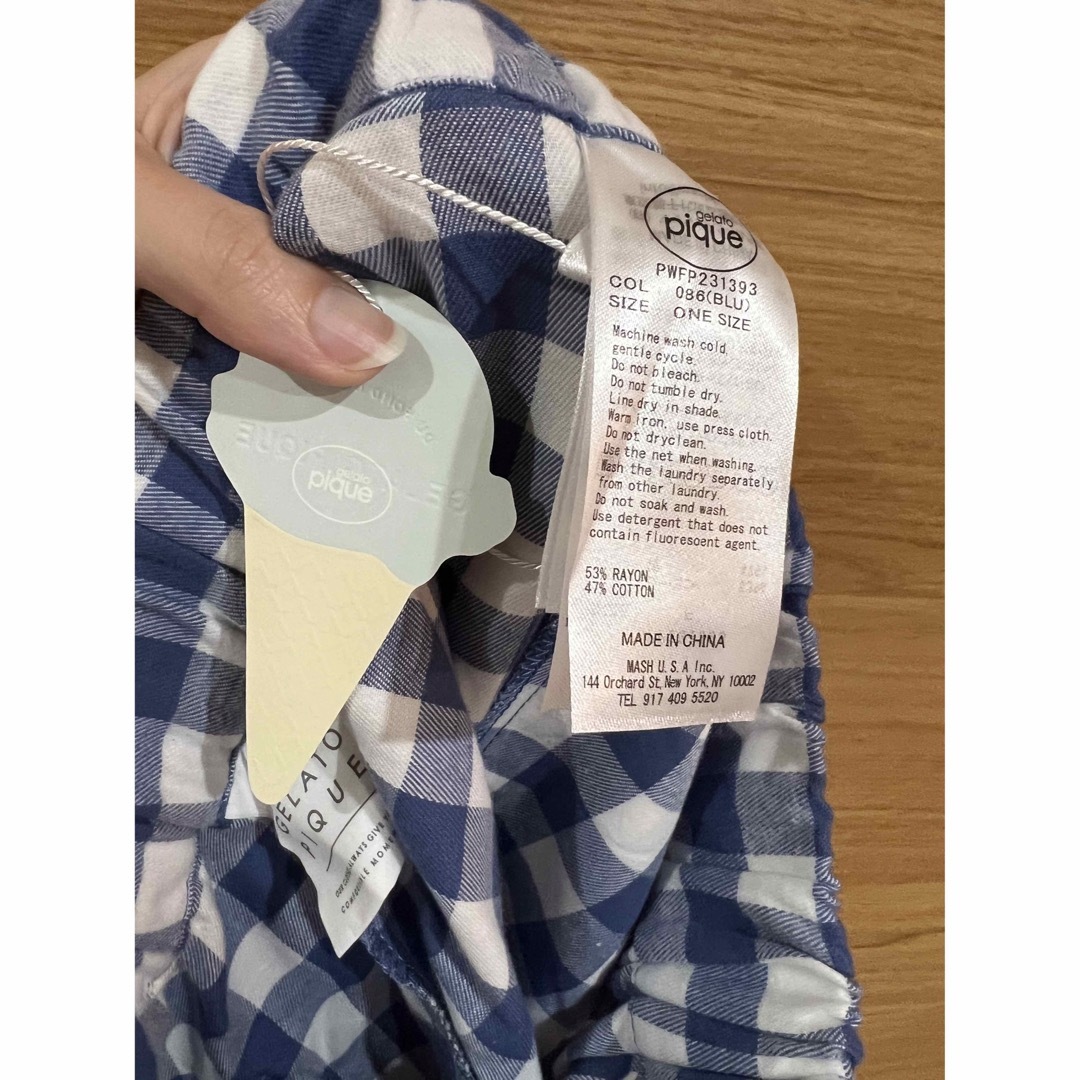 gelato
pique
PWFP231393
COL 086(BLU)
SIZE ONE SIZE
Machine wash cold,
gentle cycle.
Do not bleach.
Do not tumble dry.
Line dry in shade.
Warm iron, use press cloth.
Do not dryclean.
Use the net when washing.
Wash the laundry separately
from other laundry.
Do not soak and wash.
Use detergent that does not
contain fluoresoent agent.
53% RAYON
47% COTTON
MADE IN CHINA
MASH U.S.A Inc.
144 Orchard St, New York, NY 10002
TEL 917 409 5520
gelato
pique
GELATO
PIQUE
ALWAYS GIVE